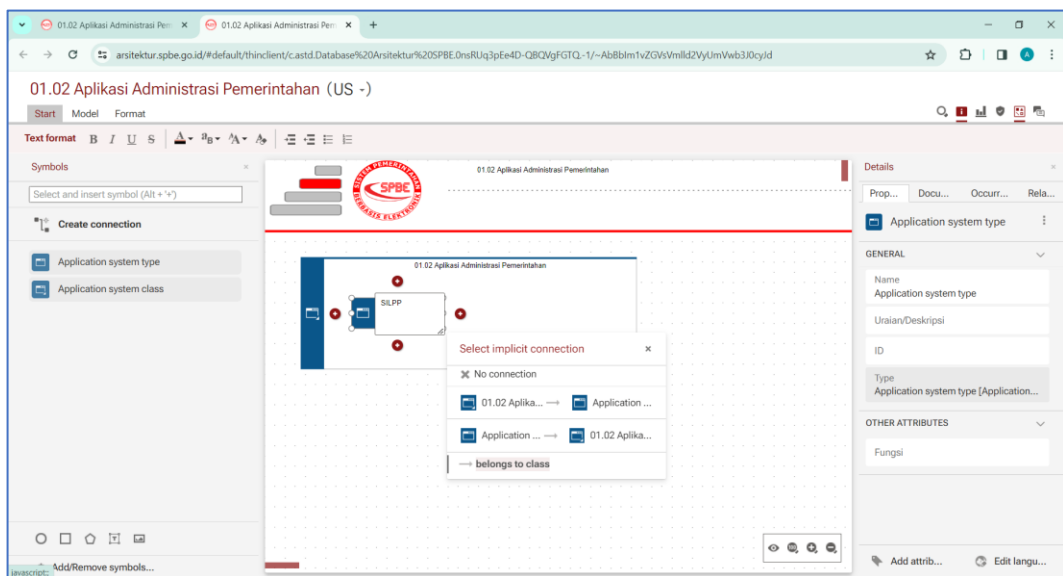 01.02 Aplikasi Administrasi Pem
01.02 Aplikasi Administrasi Pem
arsitektur.spbe.go.id/#default/thinclient/c.astd.Database%20Arsitektur%20SPBE.0nsRUq3pEe4D-QBQVgFGTQ.-1/~AbBbIm1vZGVsVmlld2VyUmVwb3J0cyJd
01.02 Aplikasi Administrasi Pemerintahan (US -)
Start Model Format
Text format B I U S
Symbols
Select and insert symbol (Alt + '+')
Create connection
Application system type
Application system class
Add/Remove symbols...
javascript:;
SISTEM PEMERINTAHAN
SPBE
BERBASIS ELEKTRONIK
01.02 Aplikasi Administrasi Pemerintahan
01.02 Aplikasi Administrasi Pemerintahan
SILPP
Select implicit connection
No connection
01.02 Aplika... → Application ...
Application ... → 01.02 Aplika...
→ belongs to class
Details
Prop... Docu... Occurr... Rela...
Application system type
GENERAL
Name
Application system type
Uraian/Deskripsi
ID
Type
Application system type [Application...
OTHER ATTRIBUTES
Fungsi
Add attrib... Edit langu...